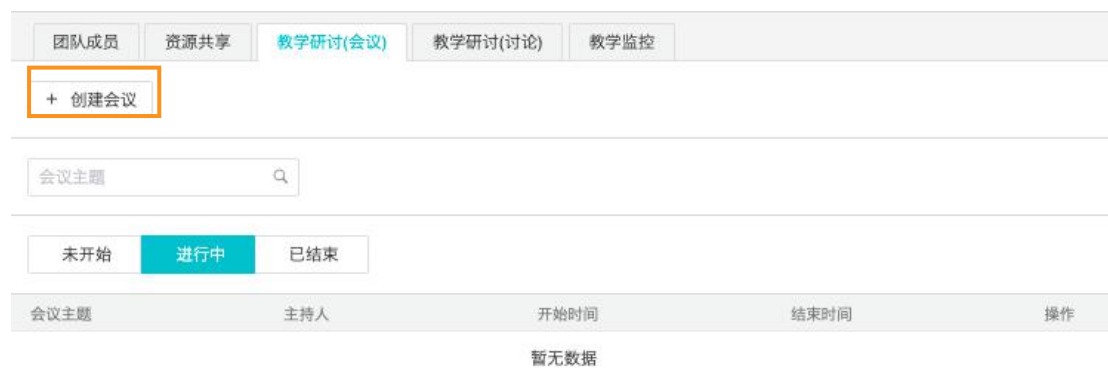 团队成员 资源共享 教学研讨(会议) 教学研讨(讨论) 教学监控
+ 创建会议
会议主题
未开始 进行中 已结束
会议主题 主持人 开始时间 结束时间 操作
暂无数据